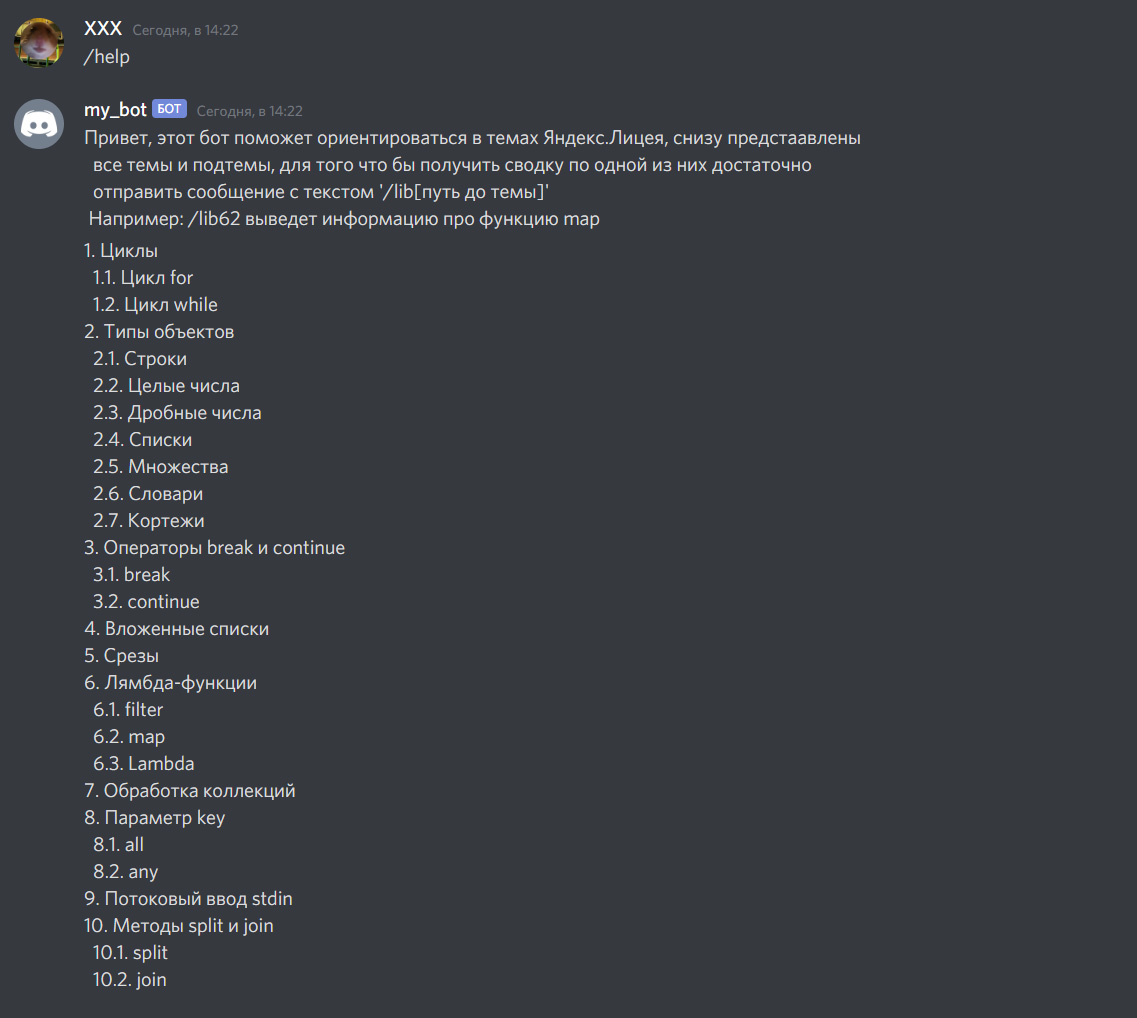 XXX Сегодня, в 14:22
/help
my_bot БОТ Сегодня, в 14:22
Привет, этот бот поможет ориентироваться в темах Яндекс.Лицея, снизу предстаавлены
все темы и подтемы, для того что бы получить сводку по одной из них достаточно
отправить сообщение с текстом '/lib[путь до темы]'
Например: /lib62 выведет информацию про функцию map
1. Циклы
1.1. Цикл for
1.2. Цикл while
2. Типы объектов
2.1. Строки
2.2. Целые числа
2.3. Дробные числа
2.4. Списки
2.5. Множества
2.6. Словари
2.7. Кортежи
3. Операторы break и continue
3.1. break
3.2. continue
4. Вложенные списки
5. Срезы
6. Лямбда-функции
6.1. filter
6.2. map
6.3. Lambda
7. Обработка коллекций
8. Параметр key
8.1. all
8.2. any
9. Потоковый ввод stdin
10. Методы split и join
10.1. split
10.2. join